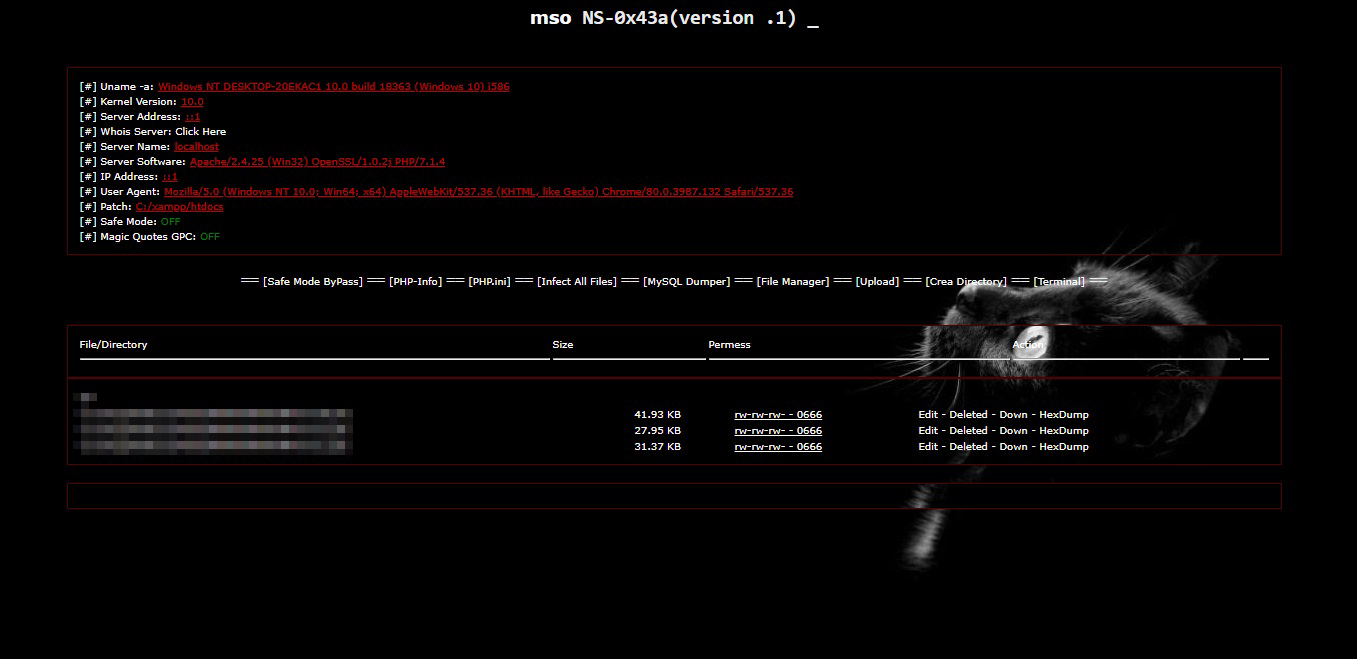 mso NS-0x43a(version .1) _
[#] Uname -a: Windows NT DESKTOP-20EKAC1 10.0 build 18363 (Windows 10) i586
[#] Kernel Version: 10.0
[#] Server Address: ::1
[#] Whois Server: Click Here
[#] Server Name: localhost
[#] Server Software: Apache/2.4.25 (Win32) OpenSSL/1.0.2j PHP/7.1.4
[#] IP Address: ::1
[#] User Agent: Mozilla/5.0 (Windows NT 10.0; Win64; x64) AppleWebKit/537.36 (KHTML, like Gecko) Chrome/80.0.3987.132 Safari/537.36
[#] Patch: C:/xampp/htdocs
[#] Safe Mode: OFF
[#] Magic Quotes GPC: OFF
=== [Safe Mode ByPass] === [PHP-Info] === [PHP.ini] === [Infect All Files] === [MySQL Dumper] === [File Manager] === [Upload] === [Crea Directory] === [Terminal] ===
File/Directory Size Permess Action
41.93 KB rw-rw-rw- - 0666 Edit - Deleted - Down - HexDump
27.95 KB rw-rw-rw- - 0666 Edit - Deleted - Down - HexDump
31.37 KB rw-rw-rw- - 0666 Edit - Deleted - Down - HexDump